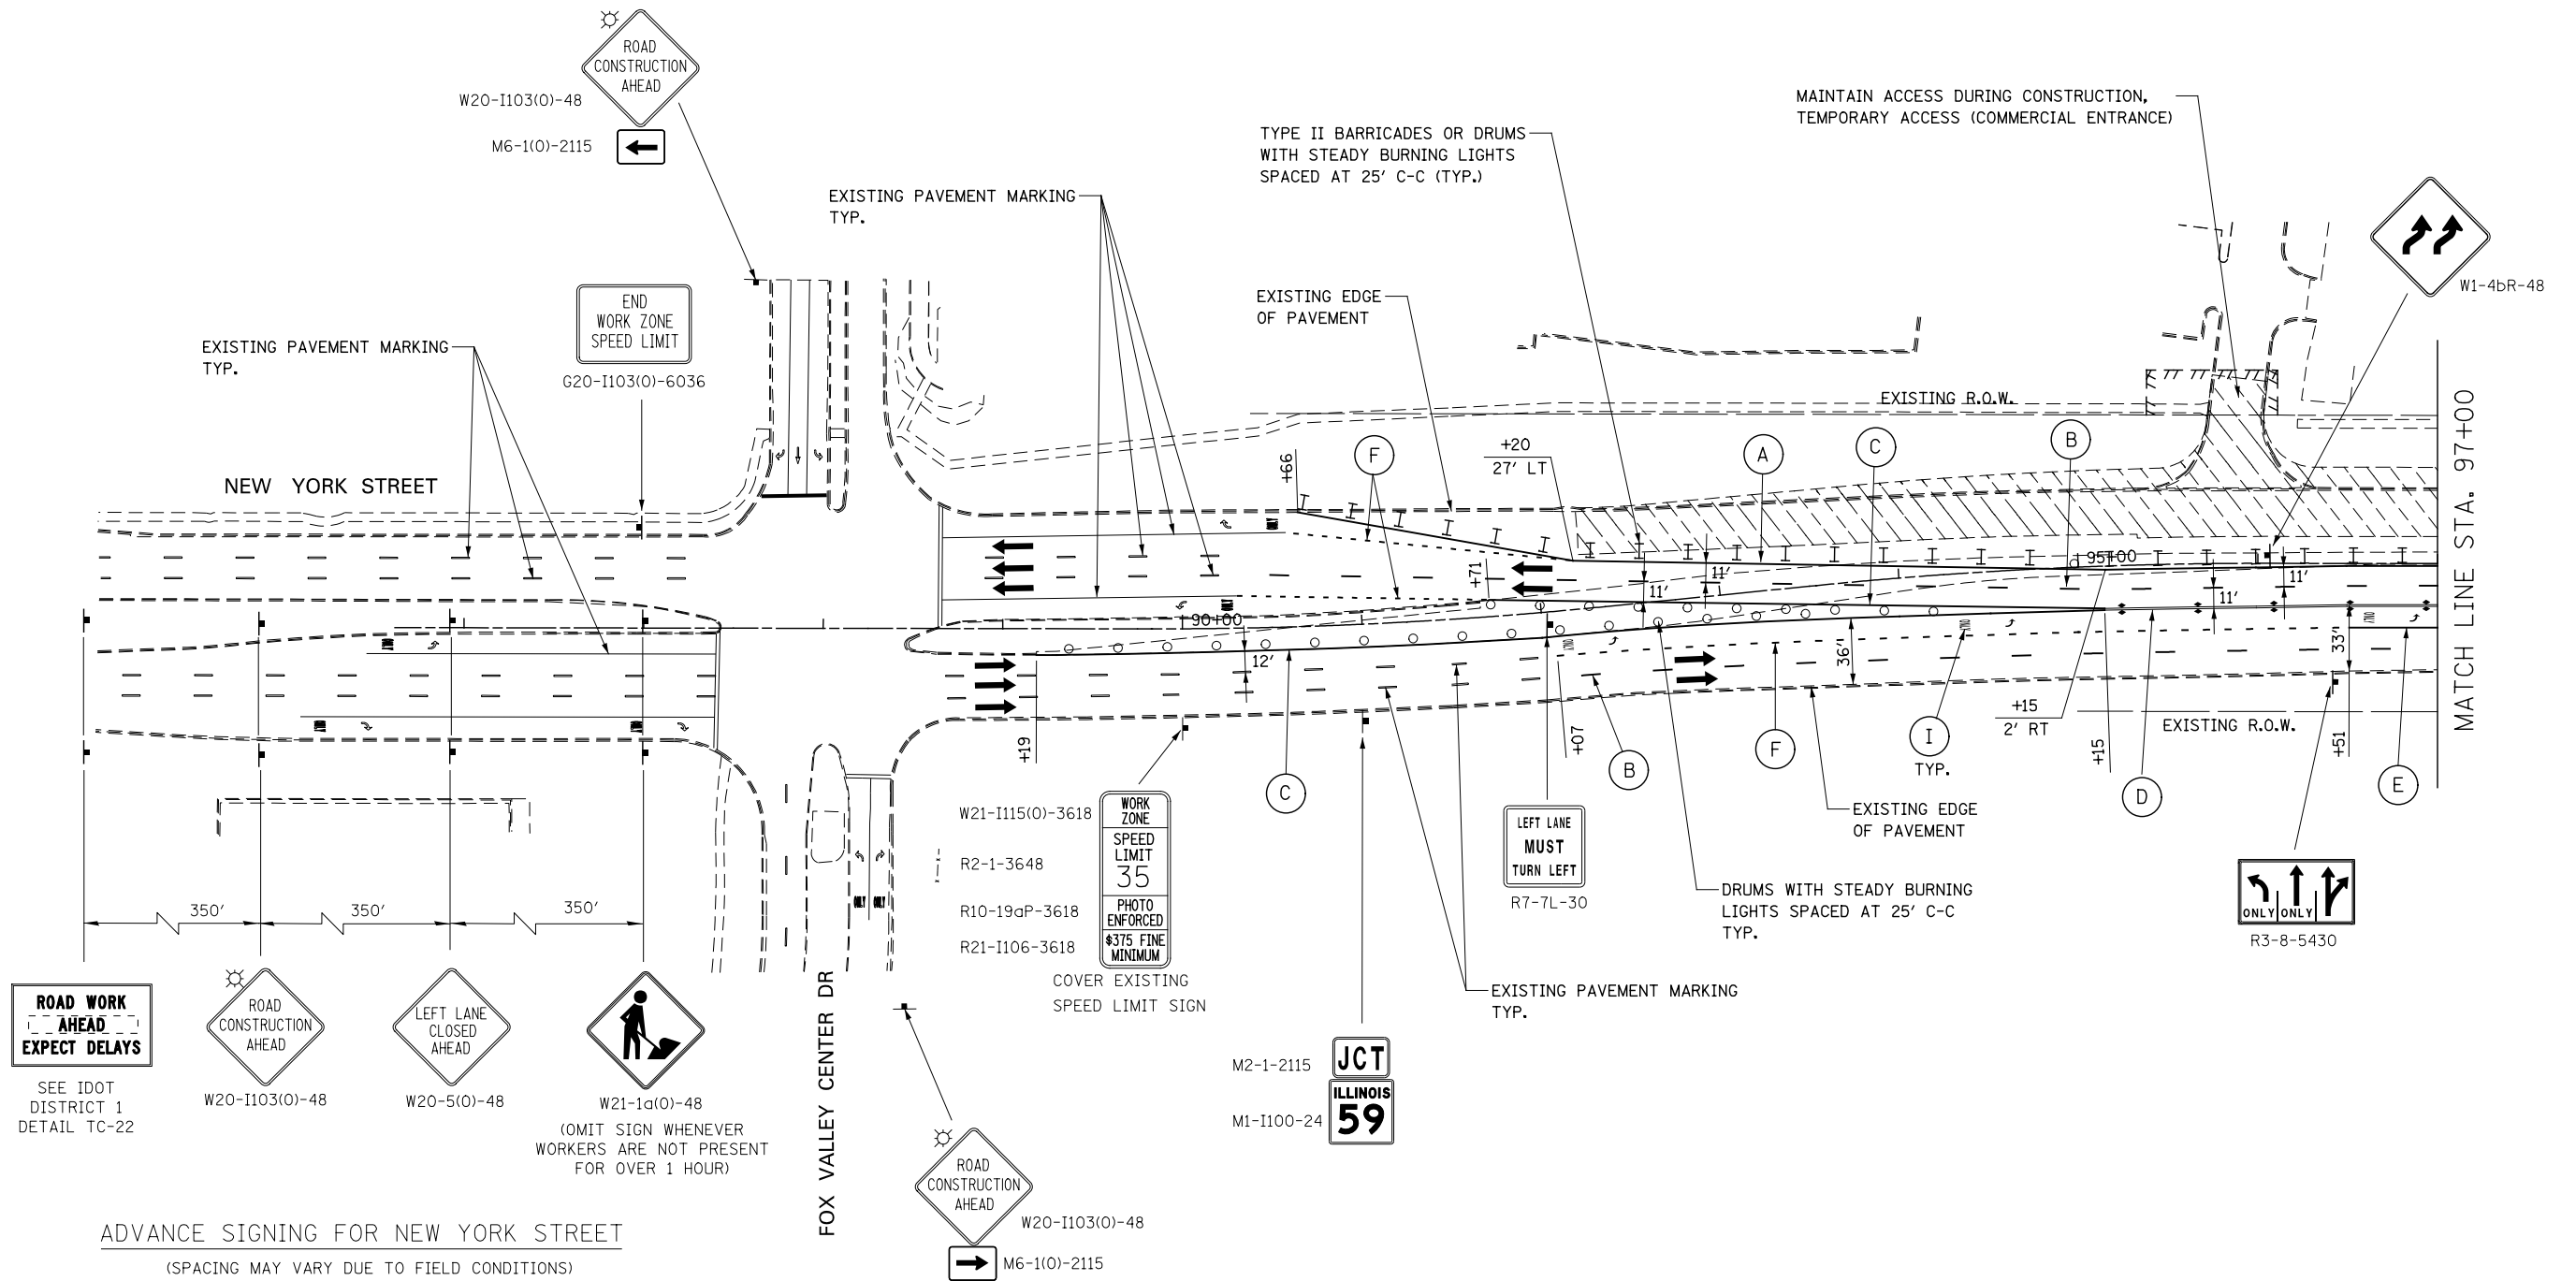 ROAD
CONSTRUCTION
AHEAD
W20-I103(O)-48
M6-1(O)-2115
MAINTAIN ACCESS DURING CONSTRUCTION,
TEMPORARY ACCESS (COMMERCIAL ENTRANCE)
TYPE II BARRICADES OR DRUMS
WITH STEADY BURNING LIGHTS
SPACED AT 25' C-C (TYP.)
EXISTING PAVEMENT MARKING
TYP.
W1-4bR-48
END
WORK ZONE
SPEED LIMIT
G20-I103(O)-6036
EXISTING EDGE
OF PAVEMENT
EXISTING PAVEMENT MARKING
TYP.
EXISTING R.O.W.
MATCH LINE STA. 97+00
NEW YORK STREET
+66
F
+20
27' LT
A
C
B
+71
11'
11'
95+00
11'
11'
90+00
12'
36'
33'
+19
C
+07
B
F
I
TYP.
+15
2' RT
+15
D
EXISTING R.O.W.
+51
E
EXISTING EDGE
OF PAVEMENT
W21-I115(O)-3618
R2-1-3648
R10-19aP-3618
R21-I106-3618
WORK
ZONE
SPEED
LIMIT
35
PHOTO
ENFORCED
$375 FINE
MINIMUM
COVER EXISTING
SPEED LIMIT SIGN
LEFT LANE
MUST
TURN LEFT
R7-7L-30
DRUMS WITH STEADY BURNING
LIGHTS SPACED AT 25' C-C
TYP.
ONLY ONLY
R3-8-5430
EXISTING PAVEMENT MARKING
TYP.
ONLY ONLY
350'
350'
350'
ROAD WORK
AHEAD
EXPECT DELAYS
SEE IDOT
DISTRICT 1
DETAIL TC-22
ROAD
CONSTRUCTION
AHEAD
W20-I103(O)-48
LEFT LANE
CLOSED
AHEAD
W20-5(O)-48
W21-1a(O)-48
(OMIT SIGN WHENEVER
WORKERS ARE NOT PRESENT
FOR OVER 1 HOUR)
FOX VALLEY CENTER DR
M2-1-2115
JCT
M1-I100-24
ILLINOIS
59
ROAD
CONSTRUCTION
AHEAD
W20-I103(O)-48
M6-1(O)-2115
ADVANCE SIGNING FOR NEW YORK STREET
(SPACING MAY VARY DUE TO FIELD CONDITIONS)